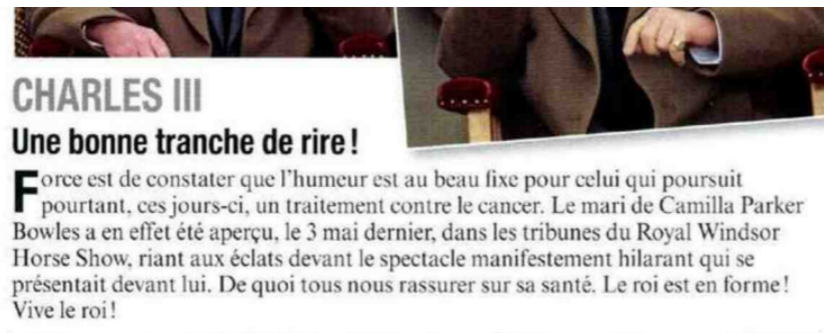 CHARLES III
Une bonne tranche de rire !
Force est de constater que l'humeur est au beau fixe pour celui qui poursuit
pourtant, ces jours-ci, un traitement contre le cancer. Le mari de Camilla Parker
Bowles a en effet été aperçu, le 3 mai dernier, dans les tribunes du Royal Windsor
Horse Show, riant aux éclats devant le spectacle manifestement hilarant qui se
présentait devant lui. De quoi tous nous rassurer sur sa santé. Le roi est en forme !
Vive le roi !